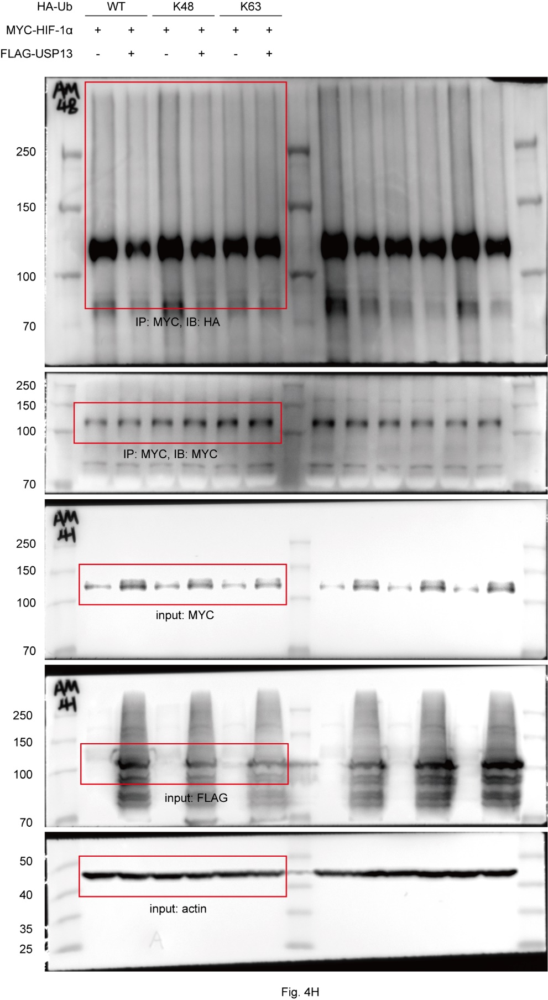 HA-Ub WT K48 K63
MYC-HIF-1α + + + + + +
FLAG-USP13 - + - + - +
AM
4B
250
150
100
70
IP: MYC, IB: HA
250
150
100
70
IP: MYC, IB: MYC
AM
4H
250
150
100
70
input: MYC
AM
4H
250
150
100
70
input: FLAG
50
40
35
25
input: actin
A
Fig. 4H